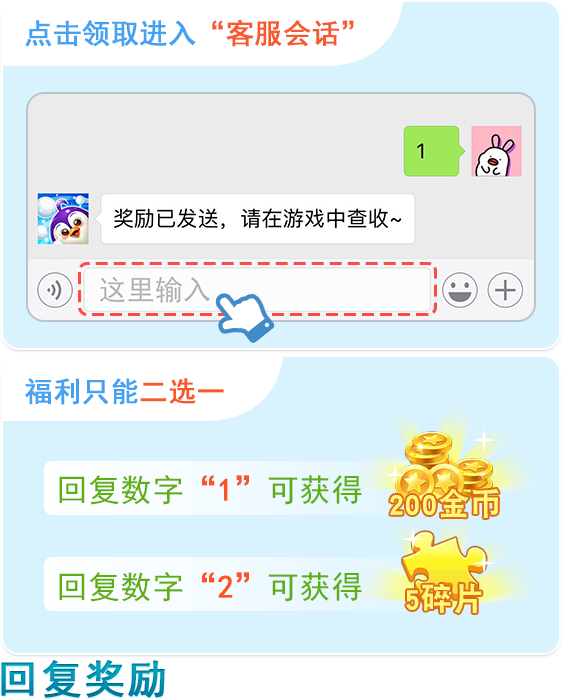 点击领取进入“客服会话”
1
奖励已发送，请在游戏中查收~
这里输入
福利只能二选一
回复数字“1”可获得
200金币
回复数字“2”可获得
5碎片
回复奖励